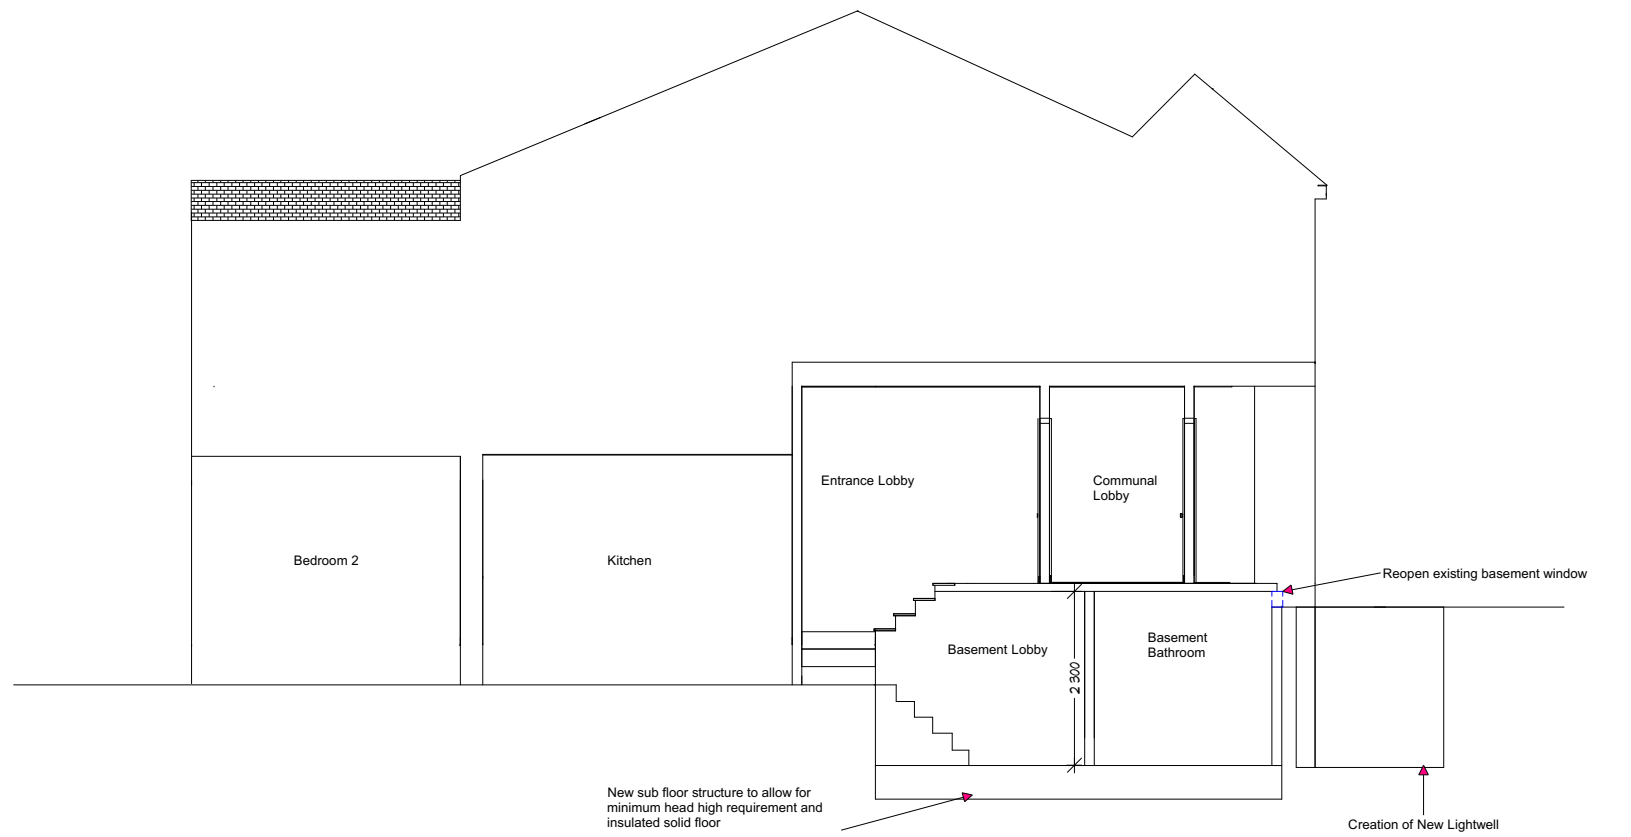 Entrance Lobby
Communal
Lobby
Bedroom 2
Kitchen
Reopen existing basement window
Basement Lobby
Basement
Bathroom
2 300
New sub floor structure to allow for
minimum head high requirement and
insulated solid floor
Creation of New Lightwell